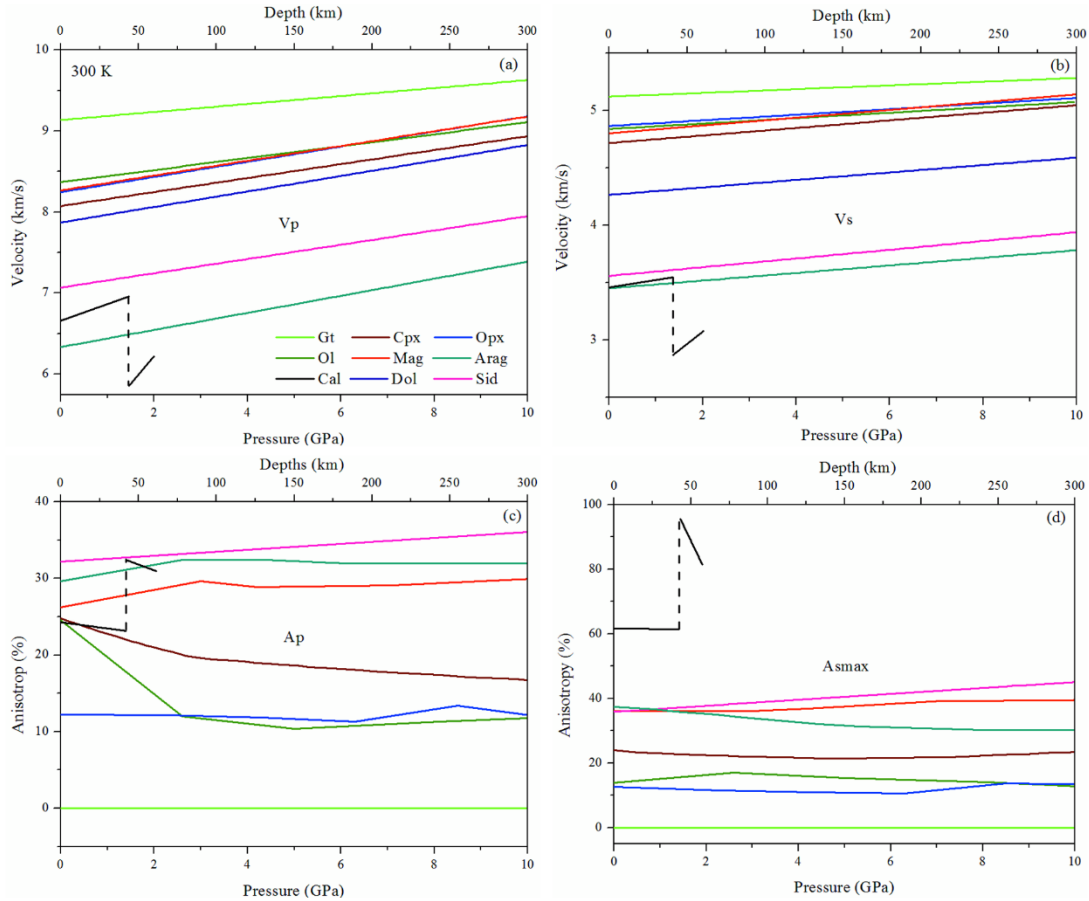 Depth (km)
0 50 100 150 200 250 300
10
9
8
7
6
Velocity (km/s)
300 K
(a)
Vp
Gt Cpx Opx
Ol Mag Arag
Cal Dol Sid
0 2 4 6 8 10
Pressure (GPa)
Depth (km)
0 50 100 150 200 250 300
5
4
3
Velocity (km/s)
(b)
Vs
0 2 4 6 8 10
Pressure (GPa)
Depths (km)
0 50 100 150 200 250 300
40
30
20
10
0
Anisotrop (%)
(c)
Ap
0 2 4 6 8 10
Pressure (GPa)
Depth (km)
0 50 100 150 200 250 300
100
80
60
40
20
0
Anisotropy (%)
(d)
Asmax
0 2 4 6 8 10
Pressure (GPa)